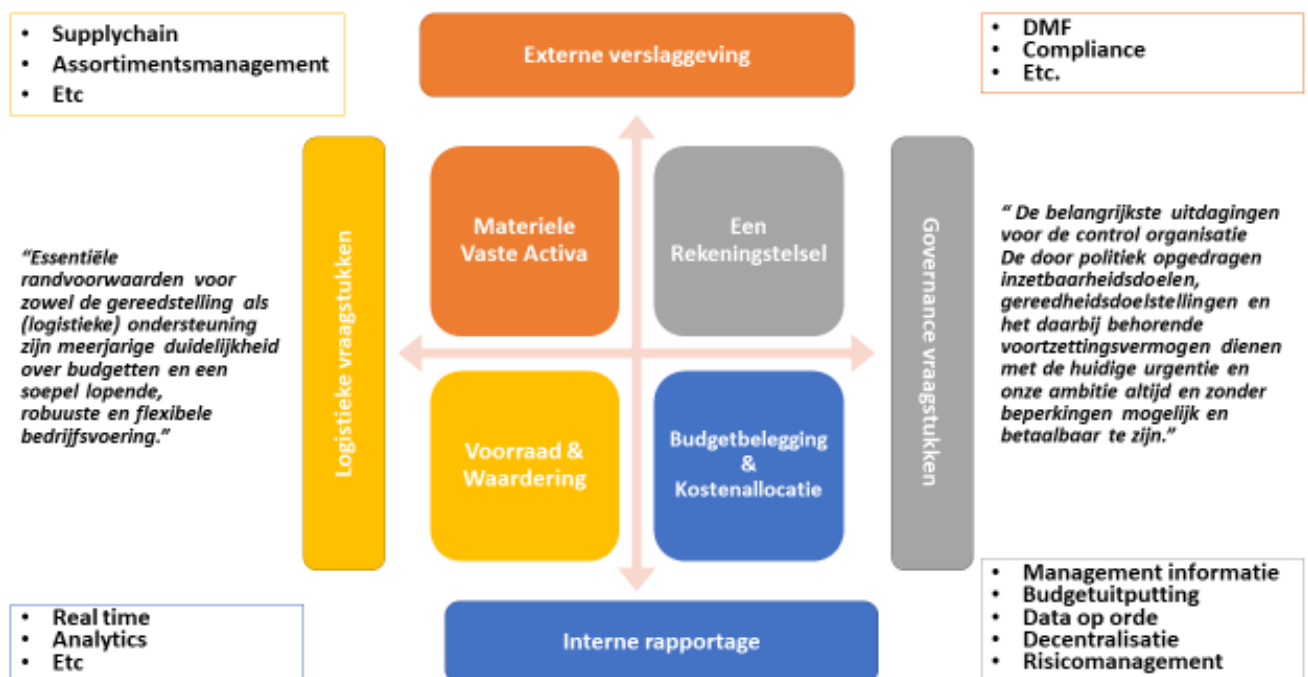 • Supplychain
• Assortimentsmanagement
• Etc
Externe verslaggeving
• DMF
• Compliance
• Etc.
Logistieke vraagstukken
Materiele
Vaste Activa
Een
Rekeningstelsel
Governance vraagstukken
“Essentiële
randvoorwaarden voor
zowel de gereedstelling als
(logistieke) ondersteuning
zijn meerjarige duidelijkheid
over budgetten en een
soepel lopende,
robuuste en flexibele
bedrijfsvoering.”
“ De belangrijkste uitdagingen
voor de control organisatie
De door politiek opgedragen
inzetbaarheidsdoelen,
gereedheidsdoelstellingen en
het daarbij behorende
voortzettingsvermogen dienen
met de huidige urgentie en
onze ambitie altijd en zonder
beperkingen mogelijk en
betaalbaar te zijn.”
Voorraad &
Waardering
Budgetbelegging
&
Kostenallocatie
• Real time
• Analytics
• Etc
Interne rapportage
• Management informatie
• Budgetuitputting
• Data op orde
• Decentralisatie
• Risicomanagement